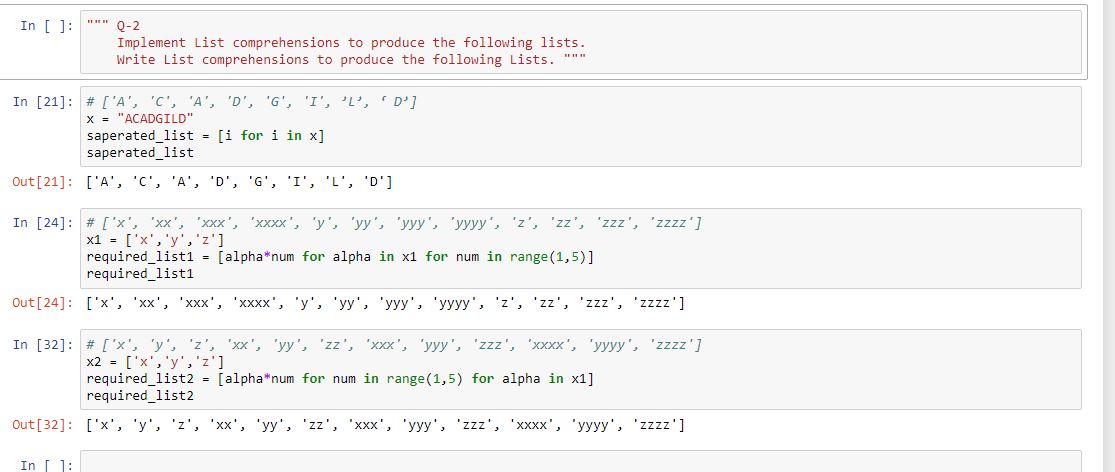 In [ ]: """ Q-2
Implement List comprehensions to produce the following lists.
Write List comprehensions to produce the following Lists. """
In [21]: # ['A', 'C', 'A', 'D', 'G', 'I', ’L’, ‘ D’]
x = "ACADGILD"
saperated_list = [i for i in x]
saperated_list
Out[21]: ['A', 'C', 'A', 'D', 'G', 'I', 'L', 'D']
In [24]: # ['x', 'xx', 'xxx', 'xxxx', 'y', 'yy', 'yyy', 'yyyy', 'z', 'zz', 'zzz', 'zzzz']
x1 = ['x','y','z']
required_list1 = [alpha*num for alpha in x1 for num in range(1,5)]
required_list1
Out[24]: ['x', 'xx', 'xxx', 'xxxx', 'y', 'yy', 'yyy', 'yyyy', 'z', 'zz', 'zzz', 'zzzz']
In [32]: # ['x', 'y', 'z', 'xx', 'yy', 'zz', 'xxx', 'yyy', 'zzz', 'xxxx', 'yyyy', 'zzzz']
x2 = ['x','y','z']
required_list2 = [alpha*num for num in range(1,5) for alpha in x1]
required_list2
Out[32]: ['x', 'y', 'z', 'xx', 'yy', 'zz', 'xxx', 'yyy', 'zzz', 'xxxx', 'yyyy', 'zzzz']
In [ ]: